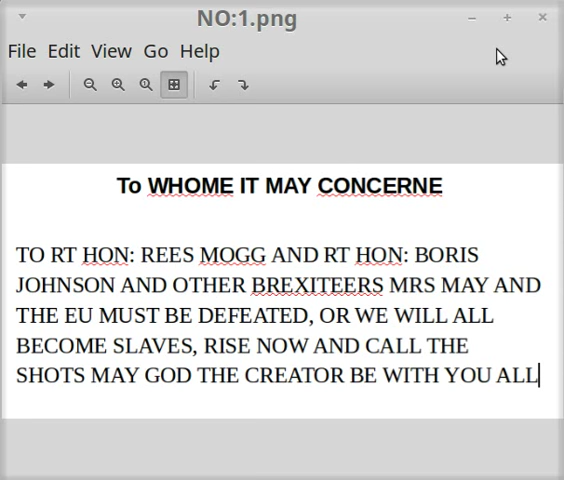 NO:1.png
File Edit View Go Help
To WHOME IT MAY CONCERNE
TO RT HON: REES MOGG AND RT HON: BORIS
JOHNSON AND OTHER BREXITEERS MRS MAY AND
THE EU MUST BE DEFEATED, OR WE WILL ALL
BECOME SLAVES, RISE NOW AND CALL THE
SHOTS MAY GOD THE CREATOR BE WITH YOU ALL